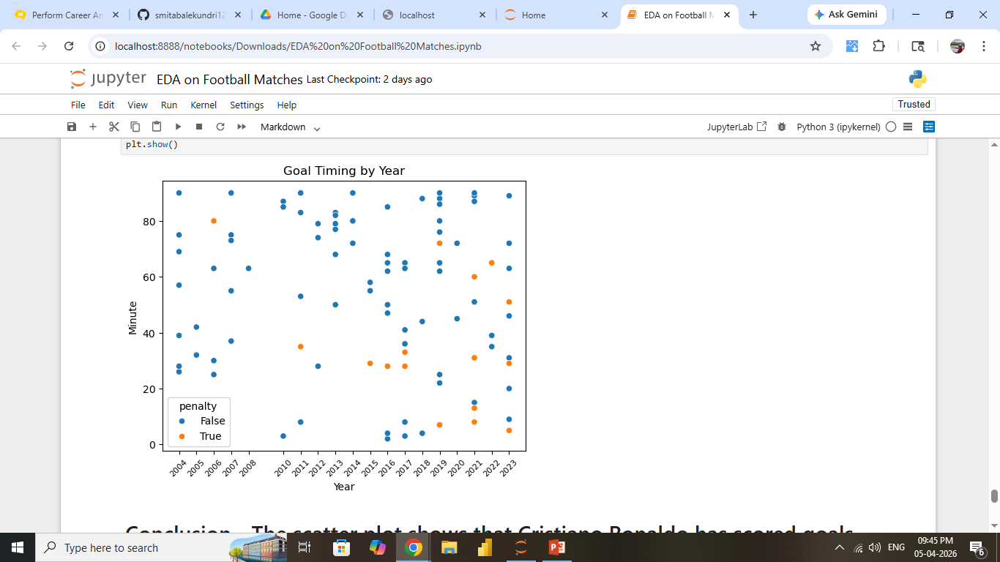 Perform Career An
smitabalekundri12
Home - Google D
localhost
Home
EDA on Football M
Ask Gemini
localhost:8888/notebooks/Downloads/EDA%20on%20Football%20Matches.ipynb
jupyter EDA on Football Matches Last Checkpoint: 2 days ago
File Edit View Run Kernel Settings Help
Trusted
Markdown
JupyterLab
Python 3 (ipykernel)
plt.show()
Goal Timing by Year
Minute
80
60
40
20
0
penalty
False
True
2004 2005 2006 2007 2008 2010 2011 2012 2013 2014 2015 2016 2017 2018 2019 2020 2021 2022 2023
Year
Conclusion - The scatter plot shows that Cristiano Ronaldo has scored goals
Type here to search
ENG
09:45 PM
05-04-2026
6